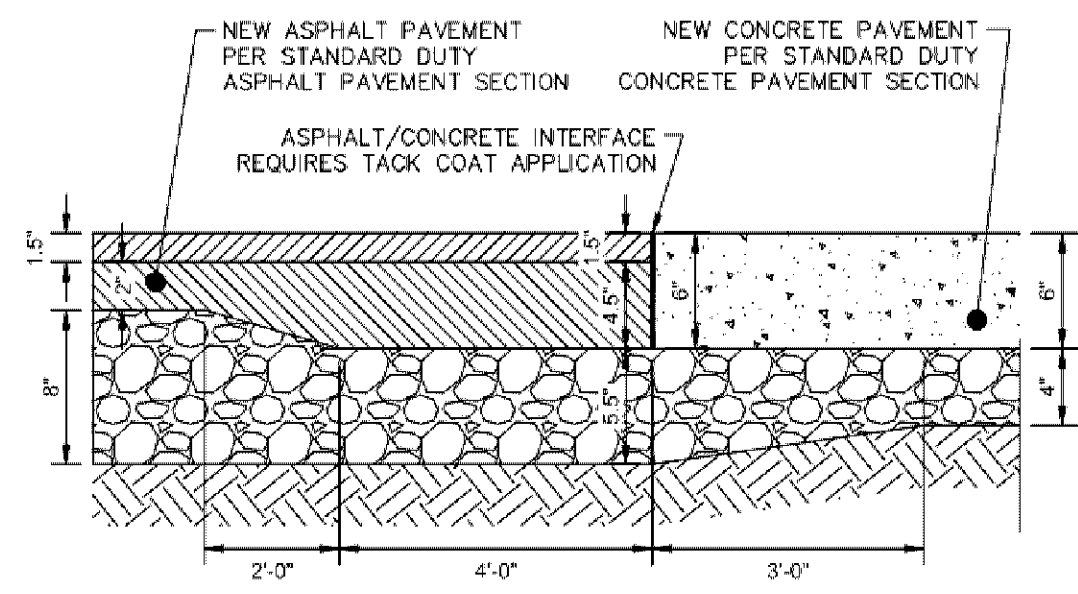 NEW ASPHALT PAVEMENT
PER STANDARD DUTY
ASPHALT PAVEMENT SECTION
NEW CONCRETE PAVEMENT
PER STANDARD DUTY
CONCRETE PAVEMENT SECTION
ASPHALT/CONCRETE INTERFACE
REQUIRES TACK COAT APPLICATION
1.5"
2"
8"
1.5"
4.5"
5.5"
6"
6"
4"
2'-0"
4'-0"
3'-0"